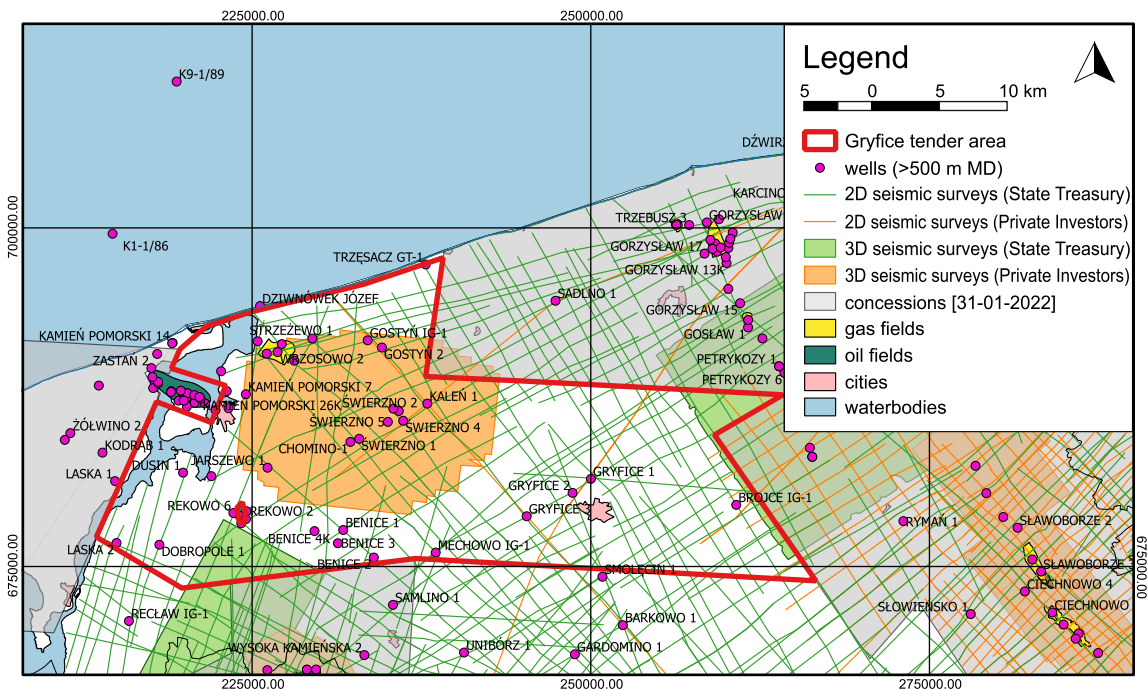 225000.00
250000.00
K9-1/89
K1-1/86
700000.00
DŹWIRZ
KARCINO
TRZEBUSZ 3
GORZYSŁAW
GORZYSŁAW 17
TRZĘSACZ GT-1
GORZYSŁAW 13K
SADLNO 1
DZIWNÓWEK JÓZEF
GORZYSŁAW 15
KAMIEŃ POMORSKI 14
STRZEŻEWO 1
GOSTYŃ IG-1
GOSŁAW 1
ZASTAŃ 2
WRZOSOWO 2
GOSTYŃ 2
PETRYKOZY 1
PETRYKOZY 6
KAMIEŃ POMORSKI 7
KAMIEŃ POMORSKI 26K
ŚWIERZNO 2
KALEŃ 1
ŚWIERZNO 5
ŚWIERZNO 4
ŻÓŁWINO 2
KODRĄB 1
CHOMINO-1
ŚWIERZNO 1
LASKA 1
DUSIN 1
JARSZEWO 1
GRYFICE 1
GRYFICE 2
REKOWO 6
REKOWO 2
GRYFICE 3
BROJCE IG-1
BENICE 1
BENICE 4K
BENICE 3
RYMAŃ 1
SŁAWOBORZE 2
LASKA 2
DOBROPOLE 1
BENICE 2
MECHOWO IG-1
SMOLĘCIN 1
SŁAWOBORZE
675000.00
675000.00
CIECHNOWO 4
SAMLINO 1
SŁOWIEŃSKO 1
CIECHNOWO
RECŁAW IG-1
BARKOWO 1
WYSOKA KAMIEŃSKA 2
UNIBÓRZ 1
GARDOMINO 1
225000.00
250000.00
275000.00
Legend
5 0 5 10 km
Gryfice tender area
wells (>500 m MD)
2D seismic surveys (State Treasury)
2D seismic surveys (Private Investors)
3D seismic surveys (State Treasury)
3D seismic surveys (Private Investors)
concessions [31-01-2022]
gas fields
oil fields
cities
waterbodies